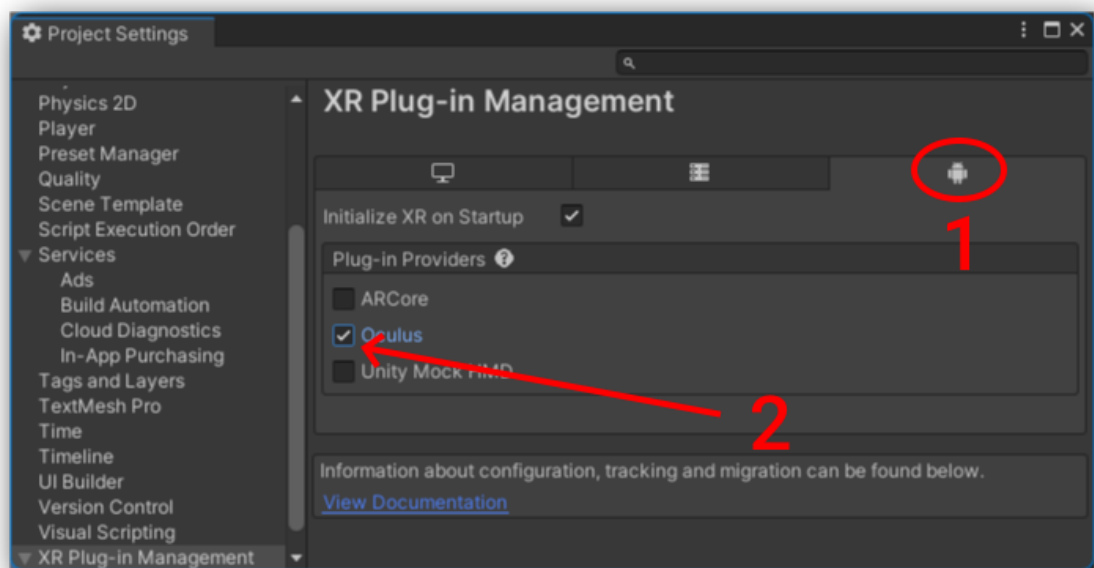 Project Settings
Physics 2D
Player
Preset Manager
Quality
Scene Template
Script Execution Order
Services
Ads
Build Automation
Cloud Diagnostics
In-App Purchasing
Tags and Layers
TextMesh Pro
Time
Timeline
UI Builder
Version Control
Visual Scripting
XR Plug-in Management
XR Plug-in Management
1
Initialize XR on Startup
Plug-in Providers ?
ARCore
Oculus
Unity Mock HMD
2
Information about configuration, tracking and migration can be found below.
View Documentation